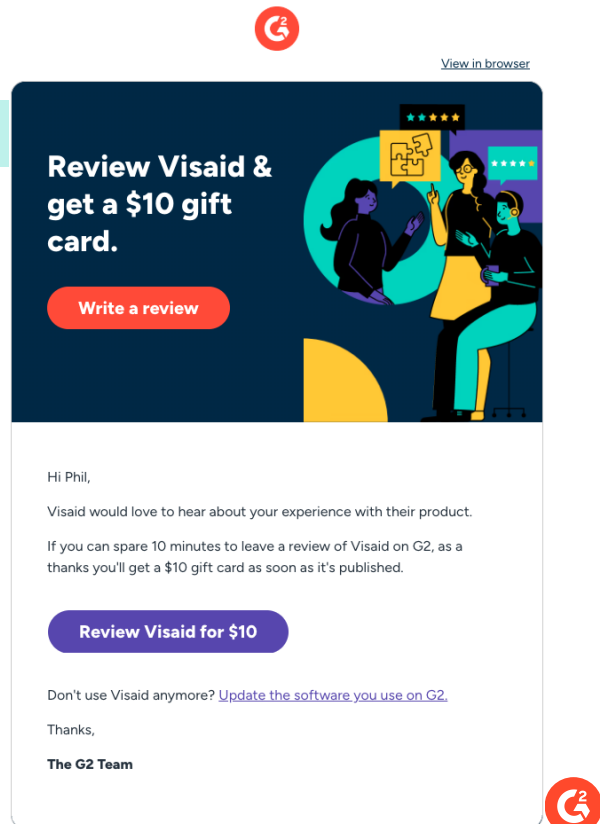 G2
View in browser
Review Visaid &
get a $10 gift
card.
Write a review
Hi Phil,
Visaid would love to hear about your experience with their product.
If you can spare 10 minutes to leave a review of Visaid on G2, as a
thanks you'll get a $10 gift card as soon as it's published.
Review Visaid for $10
Don't use Visaid anymore? Update the software you use on G2.
Thanks,
The G2 Team
G2